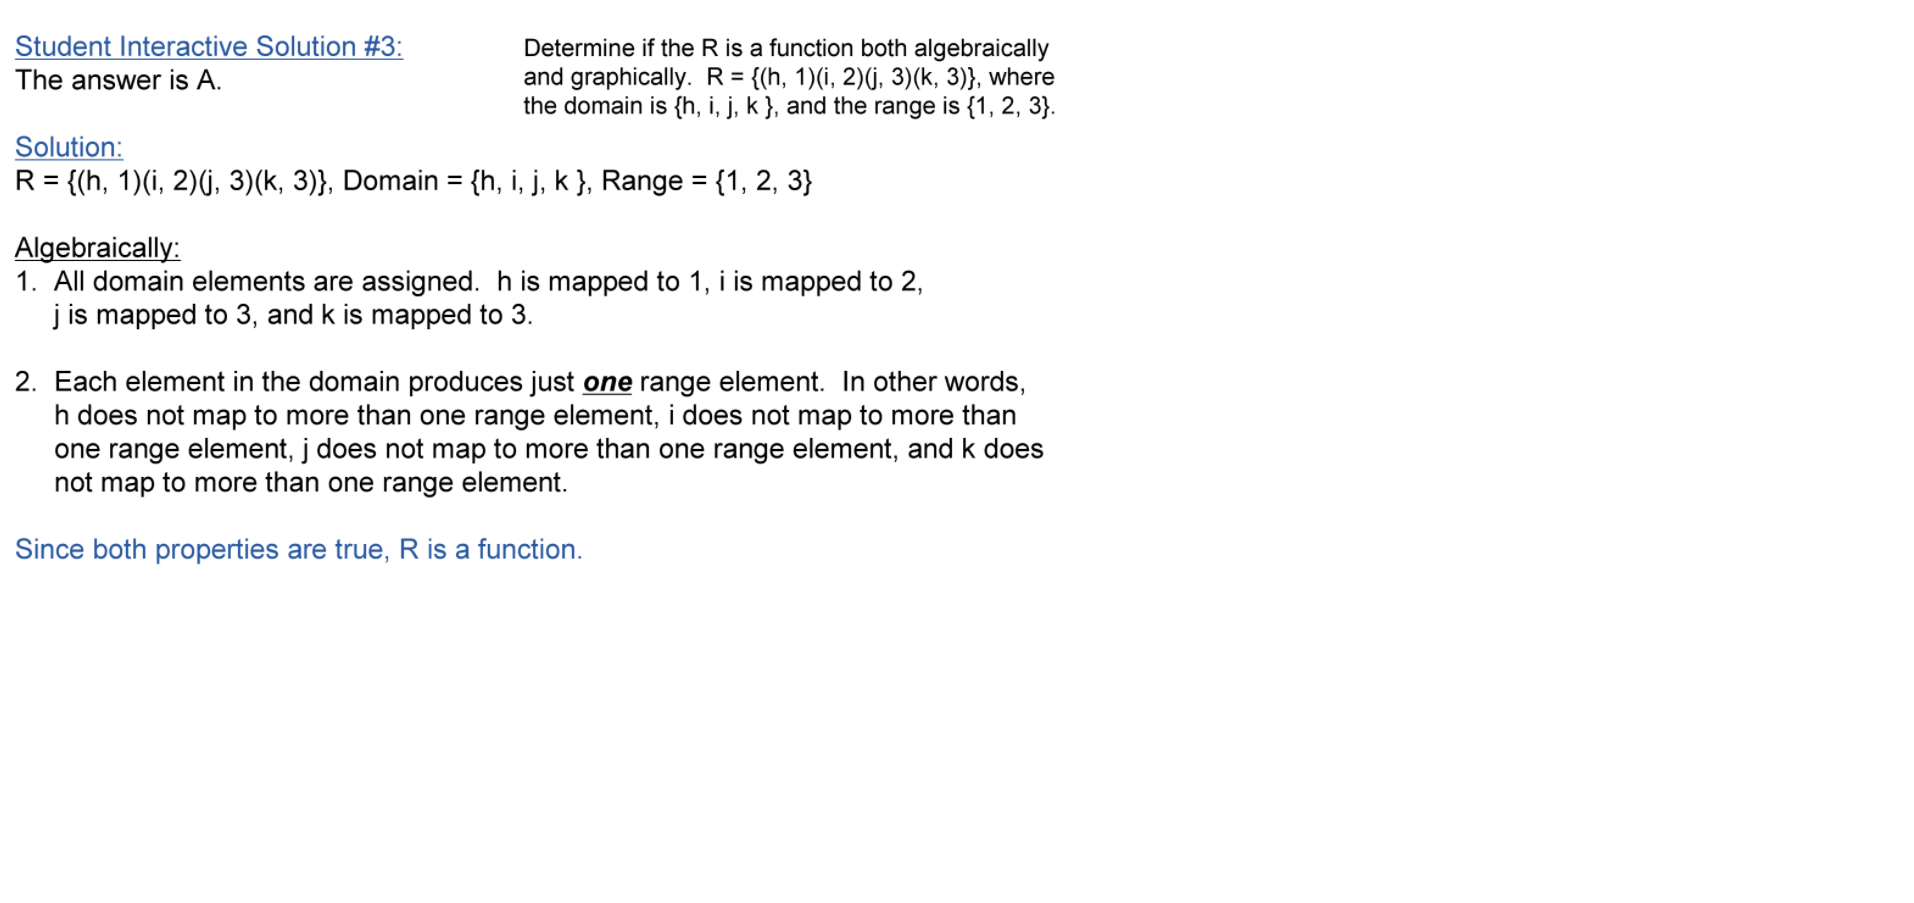 Student Interactive Solution #3:
The answer is A.
Determine if the R is a function both algebraically
and graphically.  R = {(h, 1)(i, 2)(j, 3)(k, 3)}, where
the domain is {h, i, j, k }, and the range is {1, 2, 3}.
Solution:
R = {(h, 1)(i, 2)(j, 3)(k, 3)}, Domain = {h, i, j, k }, Range = {1, 2, 3}
Algebraically:
1.  All domain elements are assigned.  h is mapped to 1, i is mapped to 2,
j is mapped to 3, and k is mapped to 3.
2.  Each element in the domain produces just one range element.  In other words,
h does not map to more than one range element, i does not map to more than
one range element, j does not map to more than one range element, and k does
not map to more than one range element.
Since both properties are true, R is a function.